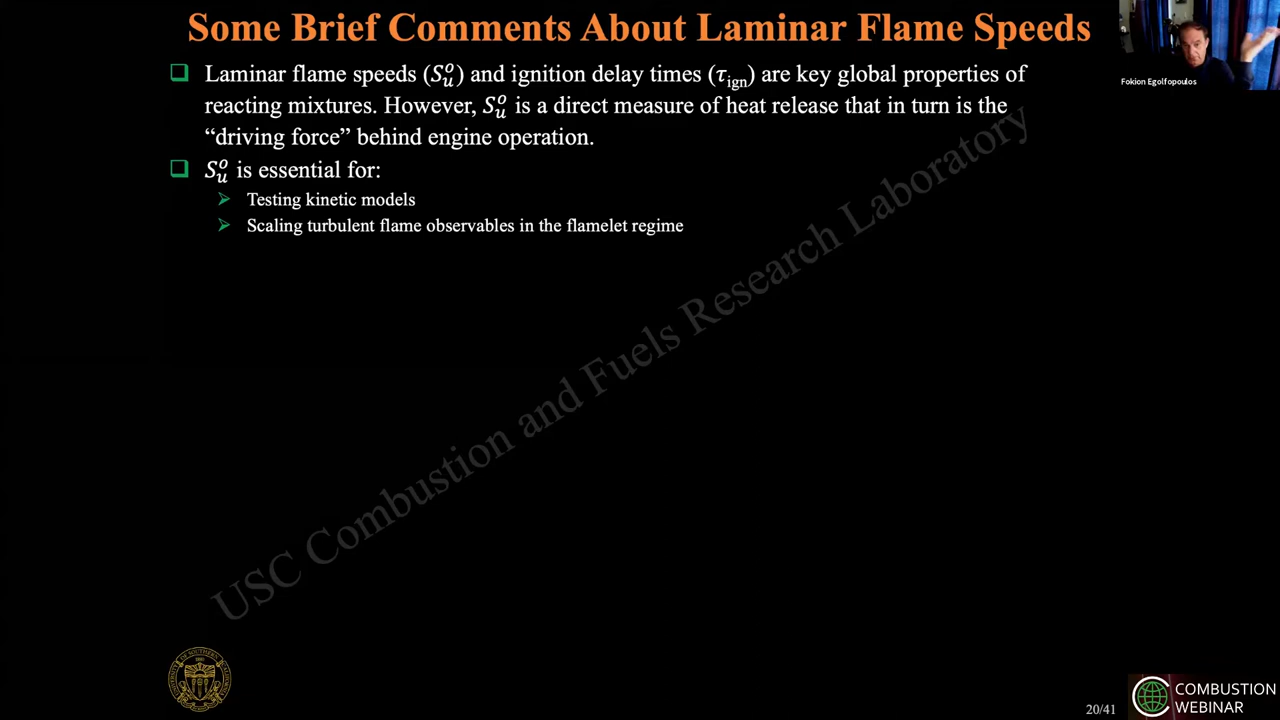 Some Brief Comments About Laminar Flame Speeds
Fokion Egolfopoulos
❑ Laminar flame speeds (𝑆ᵤᵒ) and ignition delay times (τign) are key global properties of
reacting mixtures. However, 𝑆ᵤᵒ is a direct measure of heat release that in turn is the
“driving force” behind engine operation.
❑ 𝑆ᵤᵒ is essential for:
➢ Testing kinetic models
➢ Scaling turbulent flame observables in the flamelet regime
USC Combustion and Fuels Research Laboratory
20/41
COMBUSTION
WEBINAR